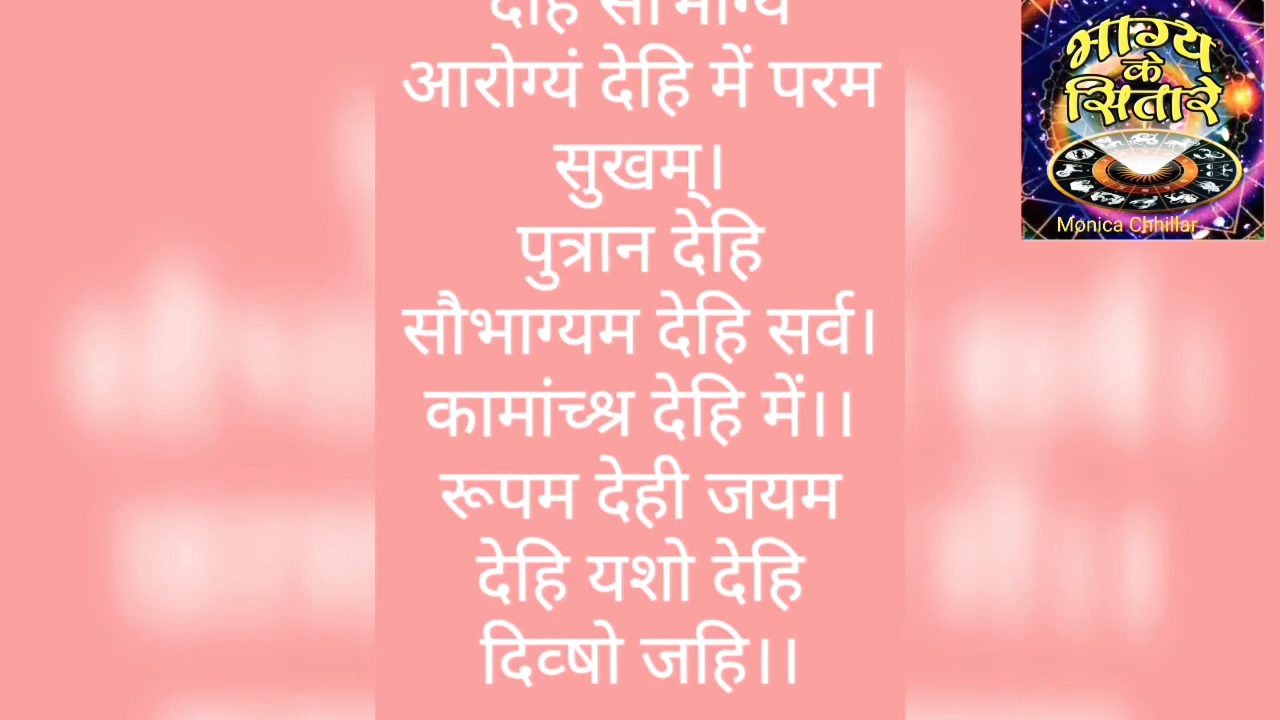 देहि सौभाग्य
आरोग्यं देहि में परम
सुखम्।
पुत्रान देहि
सौभाग्यम देहि सर्व।
कामांच्श्र देहि में।।
रूपम देही जयम
देहि यशो देहि
दिव्षो जहि।।
भाग्य
के
सितारे
Monica Chhillar